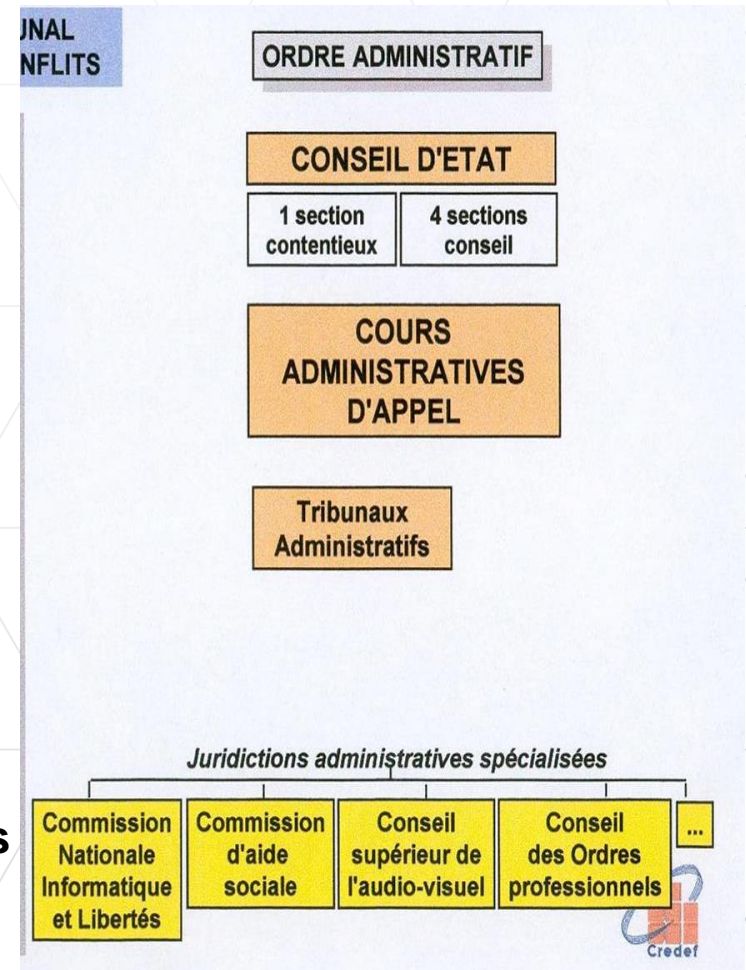 UNAL
NFLITS
ORDRE ADMINISTRATIF
CONSEIL D'ETAT
1 section
contentieux
4 sections
conseil
COURS
ADMINISTRATIVES
D'APPEL
Tribunaux
Administratifs
Juridictions administratives spécialisées
Commission
Nationale
Informatique
et Libertés
Commission
d'aide
sociale
Conseil
supérieur de
l'audio-visuel
Conseil
des Ordres
professionnels
...
s
Credef